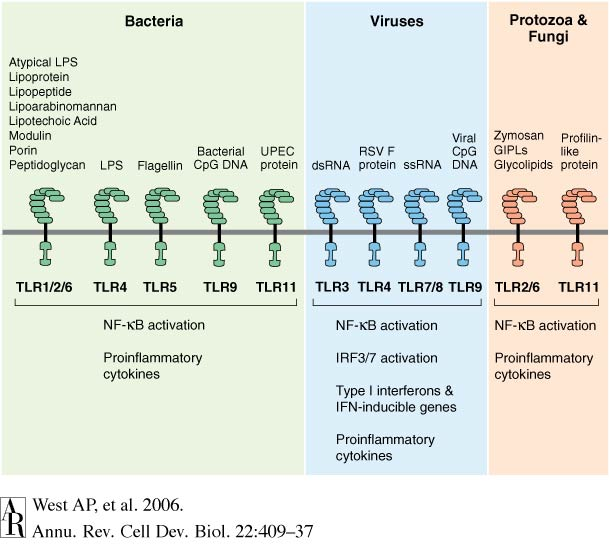 Bacteria
Atypical LPS
Lipoprotein
Lipopeptide
Lipoarabinomannan
Lipotechoic Acid
Modulin
Porin
Peptidoglycan
LPS
Flagellin
Bacterial
CpG DNA
UPEC
protein
TLR1/2/6
TLR4
TLR5
TLR9
TLR11
NF-κB activation
Proinflammatory
cytokines
Viruses
dsRNA
RSV F
protein
ssRNA
Viral
CpG
DNA
TLR3
TLR4
TLR7/8
TLR9
NF-κB activation
IRF3/7 activation
Type I interferons &
IFN-inducible genes
Proinflammatory
cytokines
Protozoa &
Fungi
Zymosan
GIPLs
Glycolipids
Profilin-
like
protein
TLR2/6
TLR11
NF-κB activation
Proinflammatory
cytokines
AR
West AP, et al. 2006.
Annu. Rev. Cell Dev. Biol. 22:409–37